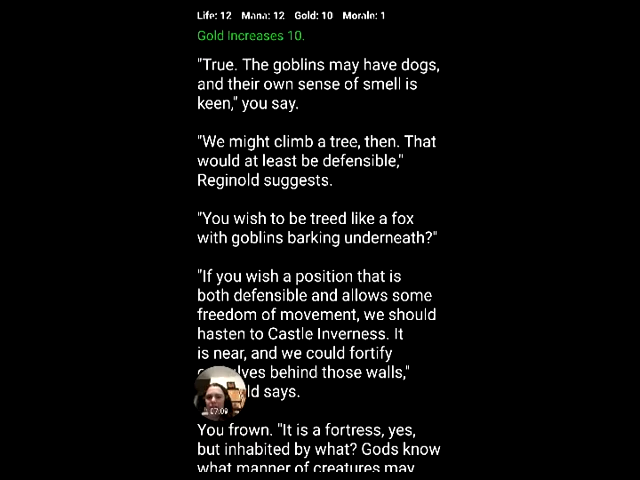 Life: 12 Mana: 12 Gold: 10 Morale: 1
Gold Increases 10.
"True. The goblins may have dogs,
and their own sense of smell is
keen," you say.
"We might climb a tree, then. That
would at least be defensible,"
Reginold suggests.
"You wish to be treed like a fox
with goblins barking underneath?"
"If you wish a position that is
both defensible and allows some
freedom of movement, we should
hasten to Castle Inverness. It
is near, and we could fortify
behind those walls,"
says.
07:09
You frown. "It is a fortress, yes,
but inhabited by what? Gods know
what manner of creatures may